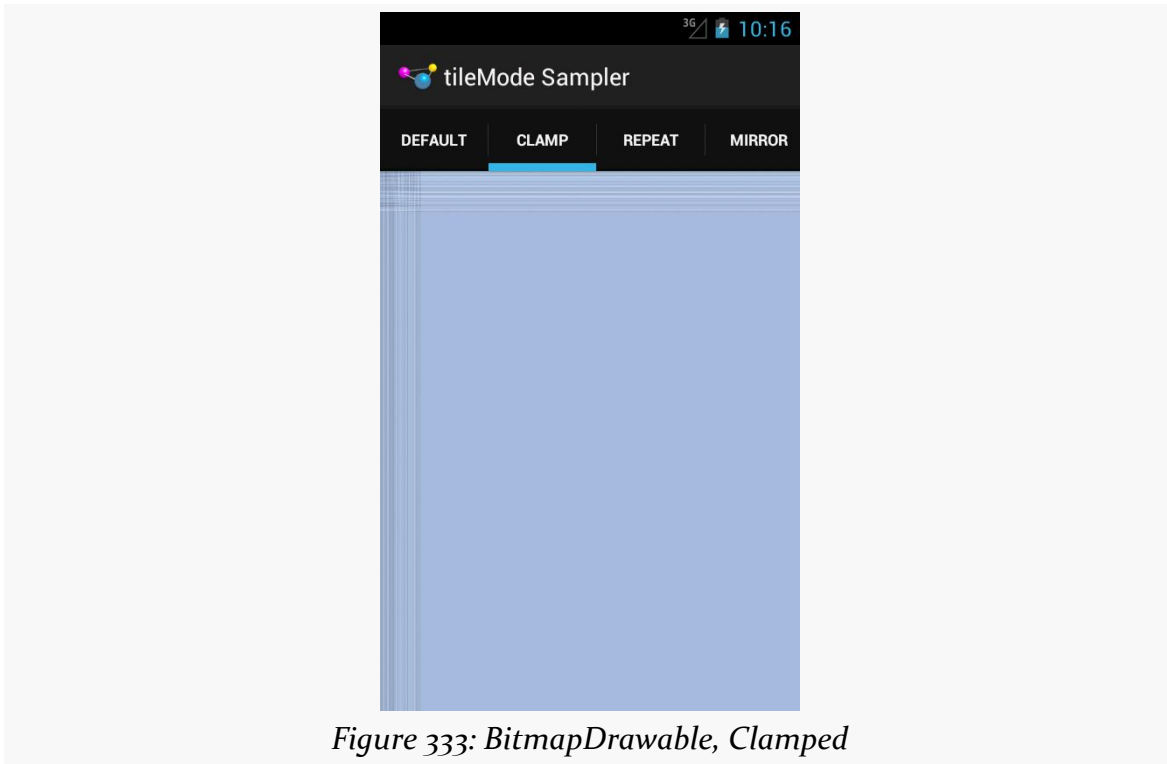 3G 10:16
tileMode Sampler
DEFAULT CLAMP REPEAT MIRROR
Figure 333: BitmapDrawable, Clamped